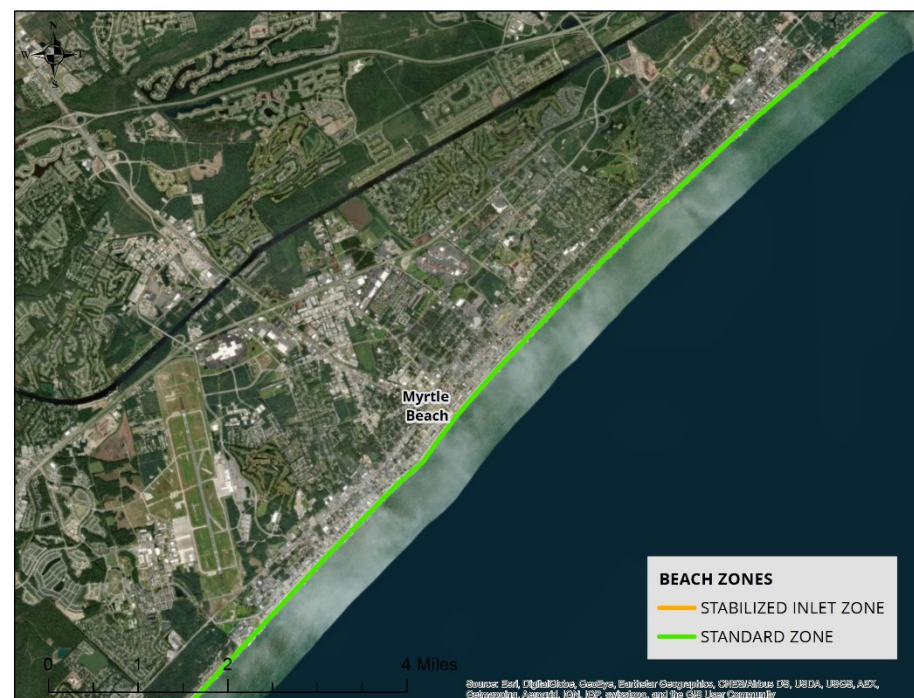 N
W
S
Myrtle
Beach
BEACH ZONES
STABILIZED INLET ZONE
STANDARD ZONE
0 1 2 4 Miles
Source: Esri, DigitalGlobe, GeoEye, Earthstar Geographics, CNES/Airbus DS, USDA, USGS, AEX,
Getmapping, Aerogrid, IGN, IGP, swisstopo, and the GIS User Community